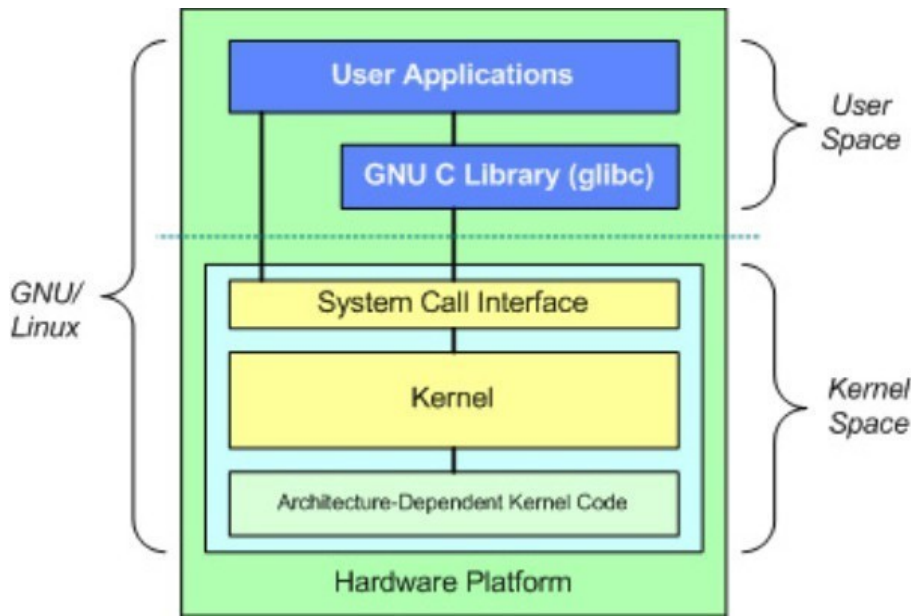 User Applications
GNU C Library (glibc)
User
Space
GNU/
Linux
System Call Interface
Kernel
Architecture-Dependent Kernel Code
Kernel
Space
Hardware Platform